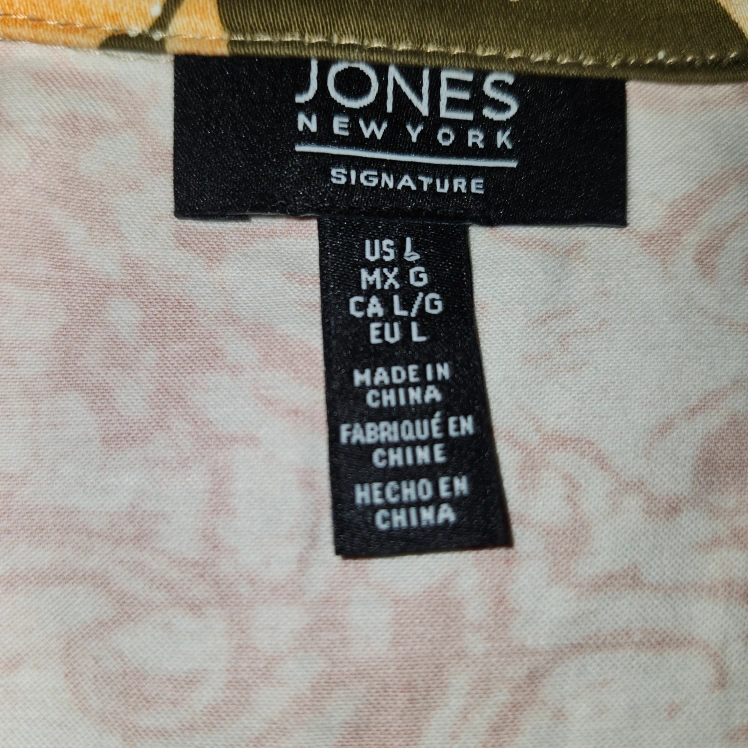 JONES
NEW YORK
SIGNATURE
US L
MX G
CA L/G
EU L
MADE IN
CHINA
FABRIQUÉ EN
CHINE
HECHO EN
CHINA